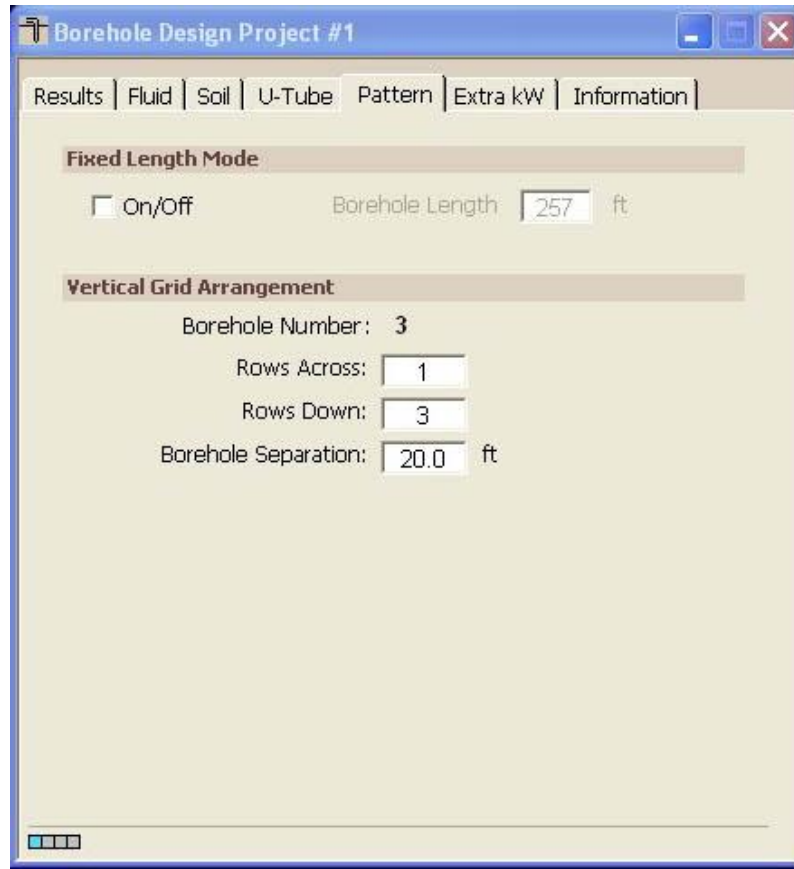 Borehole Design Project #1
Results Fluid Soil U-Tube Pattern Extra kW Information
Fixed Length Mode
On/Off Borehole Length 257 ft
Vertical Grid Arrangement
Borehole Number: 3
Rows Across: 1
Rows Down: 3
Borehole Separation: 20.0 ft